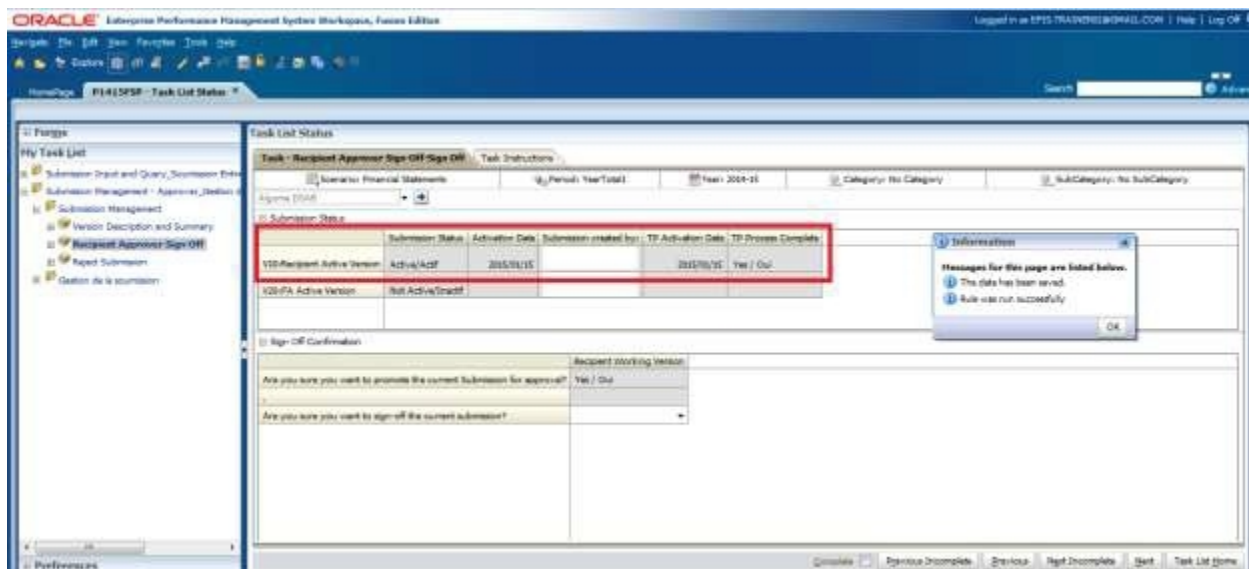 ORACLE Enterprise Performance Management System Workspace, Fusion Edition
Logged in as EFIS.TRAINER01@GMAIL.COM | Help | Log Off
Navigate File Edit View Favorites Tools Help
Explore
HomePage P1415FSR - Task List Status
Search
Forms
My Task List
Submission Input and Query_Soumission
Submission Management - Approver_Gestion
Submission Management
Version Description and Summary
Recipient Approver Sign Off
Reject Submission
Gestion de la soumission
Preferences
Task List Status
Task - Recipient Approver Sign Off-Sign Off Task Instructions
Scenario: Financial Statements Period: YearTotal1 Year: 2014-15 Category: No Category SubCategory: No SubCategory
Algoma DSAB
Submission Status
Submission Status Activation Date Submission created by: TP Activation Date TP Process Complete
V10:Recipient Active Version Active/Actif 2015/01/15 2015/01/15 Yes / Oui
V20:FA Active Version Not Active/Inactif
Information
Messages for this page are listed below.
The data has been saved.
Rule was run successfully
OK
Sign Off Confirmation
Recipient Working Version
Are you sure you want to promote the current Submission for approval? Yes / Oui
.
Are you sure you want to sign-off the current submission?
Complete Previous Incomplete Previous Next Incomplete Next Task List Home